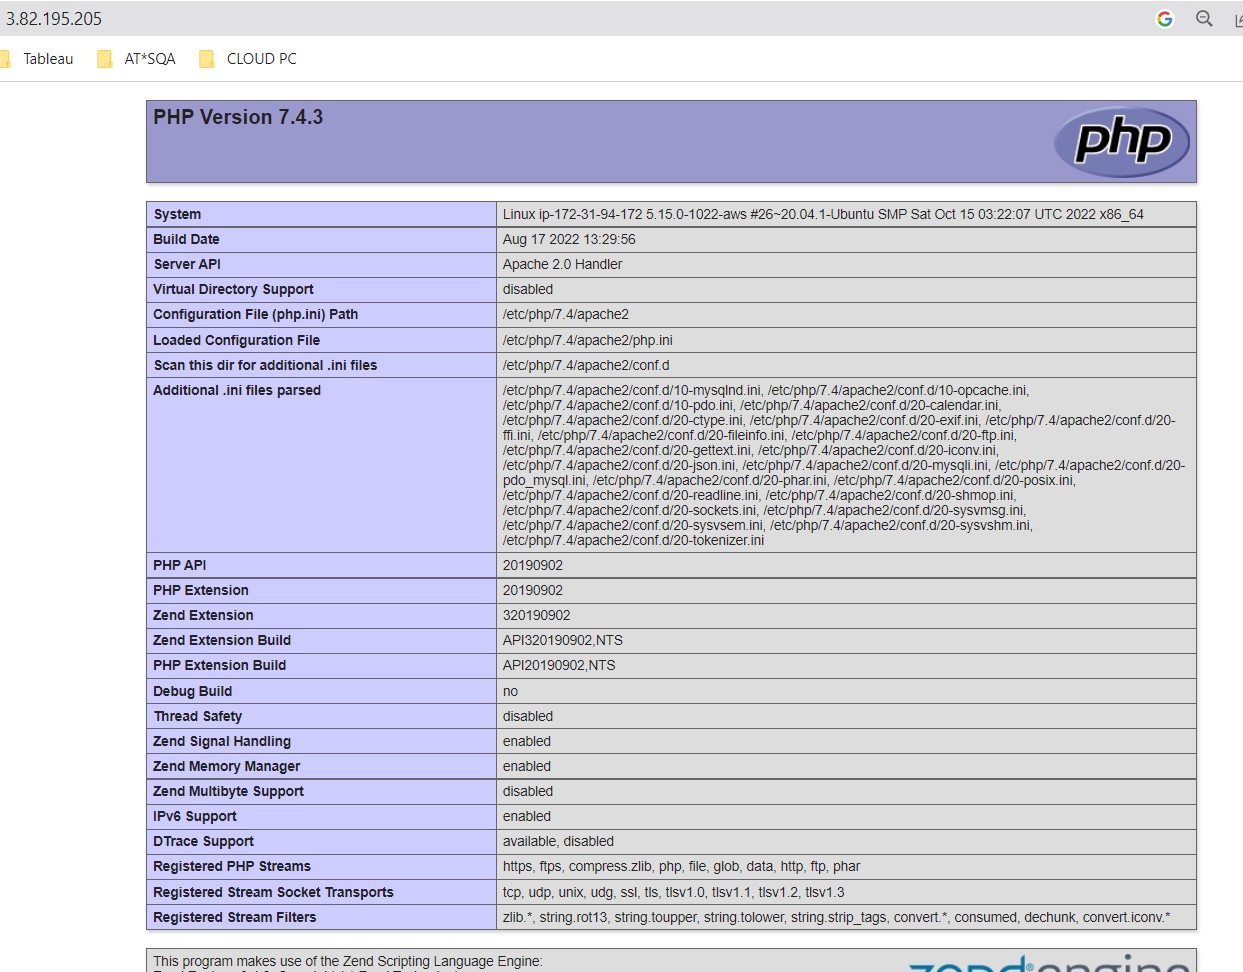 3.82.195.205
Tableau AT*SQA CLOUD PC
PHP Version 7.4.3
php
System Linux ip-172-31-94-172 5.15.0-1022-aws #26~20.04.1-Ubuntu SMP Sat Oct 15 03:22:07 UTC 2022 x86_64
Build Date Aug 17 2022 13:29:56
Server API Apache 2.0 Handler
Virtual Directory Support disabled
Configuration File (php.ini) Path /etc/php/7.4/apache2
Loaded Configuration File /etc/php/7.4/apache2/php.ini
Scan this dir for additional .ini files /etc/php/7.4/apache2/conf.d
Additional .ini files parsed /etc/php/7.4/apache2/conf.d/10-mysqlnd.ini, /etc/php/7.4/apache2/conf.d/10-opcache.ini,
/etc/php/7.4/apache2/conf.d/10-pdo.ini, /etc/php/7.4/apache2/conf.d/20-calendar.ini,
/etc/php/7.4/apache2/conf.d/20-ctype.ini, /etc/php/7.4/apache2/conf.d/20-exif.ini, /etc/php/7.4/apache2/conf.d/20-
ffi.ini, /etc/php/7.4/apache2/conf.d/20-fileinfo.ini, /etc/php/7.4/apache2/conf.d/20-ftp.ini,
/etc/php/7.4/apache2/conf.d/20-gettext.ini, /etc/php/7.4/apache2/conf.d/20-iconv.ini,
/etc/php/7.4/apache2/conf.d/20-json.ini, /etc/php/7.4/apache2/conf.d/20-mysqli.ini, /etc/php/7.4/apache2/conf.d/20-
pdo_mysql.ini, /etc/php/7.4/apache2/conf.d/20-phar.ini, /etc/php/7.4/apache2/conf.d/20-posix.ini,
/etc/php/7.4/apache2/conf.d/20-readline.ini, /etc/php/7.4/apache2/conf.d/20-shmop.ini,
/etc/php/7.4/apache2/conf.d/20-sockets.ini, /etc/php/7.4/apache2/conf.d/20-sysvmsg.ini,
/etc/php/7.4/apache2/conf.d/20-sysvsem.ini, /etc/php/7.4/apache2/conf.d/20-sysvshm.ini,
/etc/php/7.4/apache2/conf.d/20-tokenizer.ini
PHP API 20190902
PHP Extension 20190902
Zend Extension 320190902
Zend Extension Build API320190902,NTS
PHP Extension Build API20190902,NTS
Debug Build no
Thread Safety disabled
Zend Signal Handling enabled
Zend Memory Manager enabled
Zend Multibyte Support disabled
IPv6 Support enabled
DTrace Support available, disabled
Registered PHP Streams https, ftps, compress.zlib, php, file, glob, data, http, ftp, phar
Registered Stream Socket Transports tcp, udp, unix, udg, ssl, tls, tlsv1.0, tlsv1.1, tlsv1.2, tlsv1.3
Registered Stream Filters zlib.*, string.rot13, string.toupper, string.tolower, string.strip_tags, convert.*, consumed, dechunk, convert.iconv.*
This program makes use of the Zend Scripting Language Engine:
zend engine